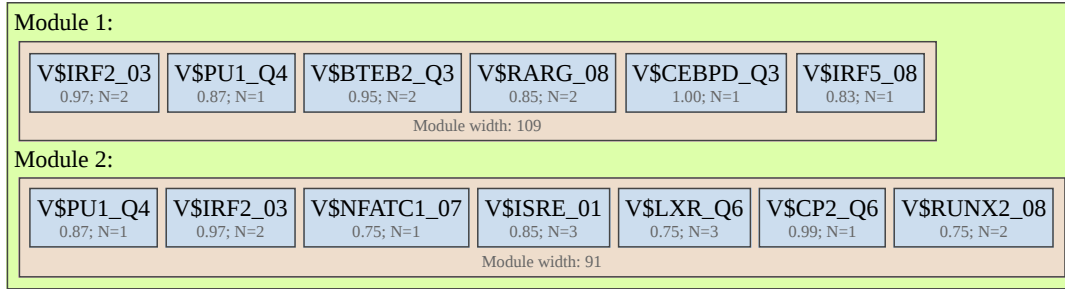 Module 1:
V$IRF2_03 V$PU1_Q4 V$BTEB2_Q3 V$RARG_08 V$CEBPD_Q3 V$IRF5_08
0.97; N=2 0.87; N=1 0.95; N=2 0.85; N=2 1.00; N=1 0.83; N=1
Module width: 109
Module 2:
V$PU1_Q4 V$IRF2_03 V$NFATC1_07 V$ISRE_01 V$LXR_Q6 V$CP2_Q6 V$RUNX2_08
0.87; N=1 0.97; N=2 0.75; N=1 0.85; N=3 0.75; N=3 0.99; N=1 0.75; N=2
Module width: 91